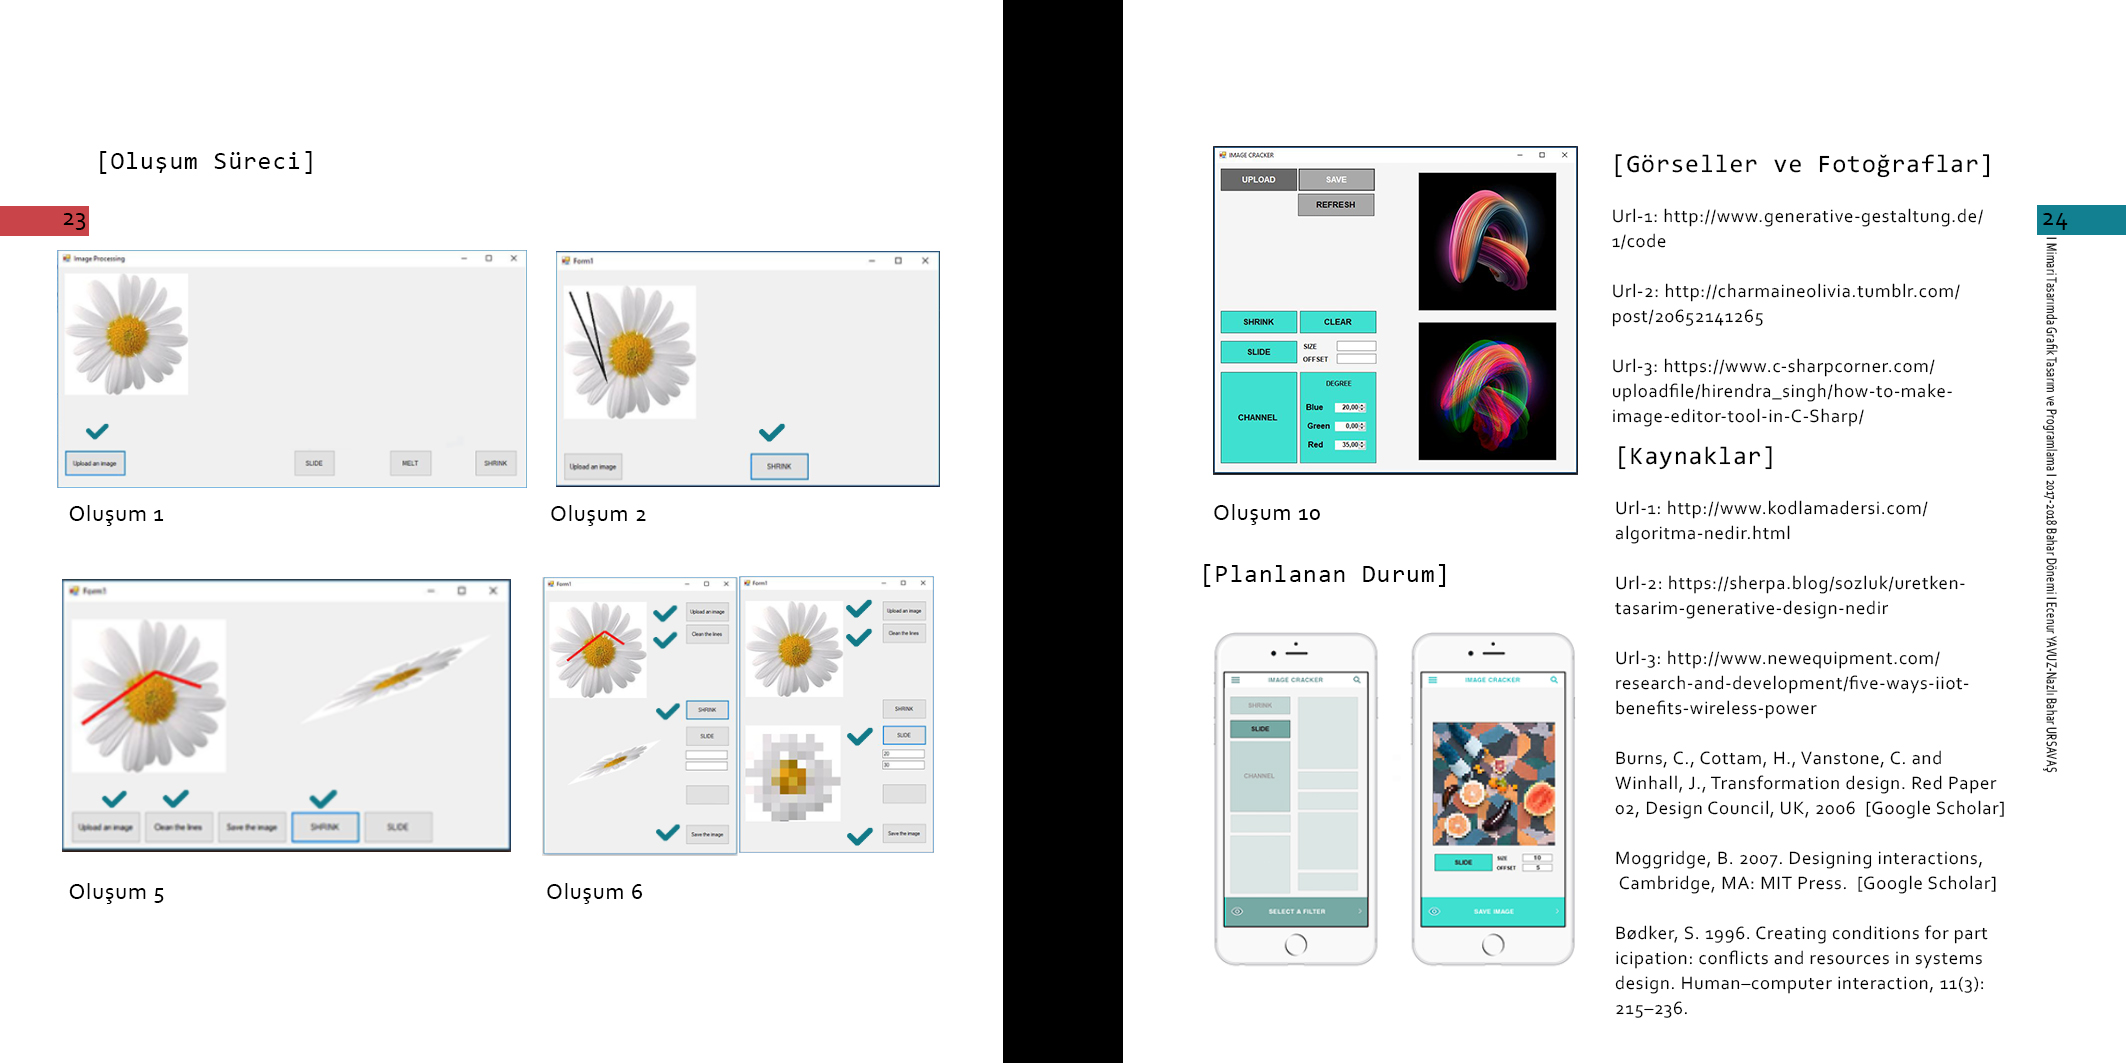 [Oluşum Süreci]
23
Image Processing
Upload an image
SLIDE
MELT
SHRINK
Oluşum 1
Form1
Upload an image
SHRINK
Oluşum 2
Form1
Upload an image
Clean the lines
Save the image
SHRINK
SLIDE
Oluşum 5
Form1
Upload an image
Clean the lines
SHRINK
SLIDE
Save the image
Form1
Upload an image
Clean the lines
SHRINK
SLIDE
20
30
Save the image
Oluşum 6
IMAGE CRACKER
UPLOAD
SAVE
REFRESH
SHRINK
CLEAR
SLIDE
SIZE
OFFSET
CHANNEL
DEGREE
Blue 20,00
Green 0,00
Red 35,00
Oluşum 10
[Planlanan Durum]
IMAGE CRACKER
SHRINK
SLIDE
CHANNEL
SELECT A FILTER
IMAGE CRACKER
SLIDE
SIZE 10
OFFSET 5
SAVE IMAGE
[Görseller ve Fotoğraflar]
Url-1: http://www.generative-gestaltung.de/
1/code
Url-2: http://charmaineolivia.tumblr.com/
post/20652141265
Url-3: https://www.c-sharpcorner.com/
uploadfile/hirendra_singh/how-to-make-
image-editor-tool-in-C-Sharp/
[Kaynaklar]
Url-1: http://www.kodlamadersi.com/
algoritma-nedir.html
Url-2: https://sherpa.blog/sozluk/uretken-
tasarim-generative-design-nedir
Url-3: http://www.newequipment.com/
research-and-development/five-ways-iiot-
benefits-wireless-power
Burns, C., Cottam, H., Vanstone, C. and
Winhall, J., Transformation design. Red Paper
02, Design Council, UK, 2006 [Google Scholar]
Moggridge, B. 2007. Designing interactions,
Cambridge, MA: MIT Press. [Google Scholar]
Bødker, S. 1996. Creating conditions for part
icipation: conflicts and resources in systems
design. Human–computer interaction, 11(3):
215–236.
24
I Mimari Tasarımda Grafik Tasarım ve Programlama I 2017-2018 Bahar Dönemi I Ecenur YAVUZ-Nazlı Bahar URSAVAŞ